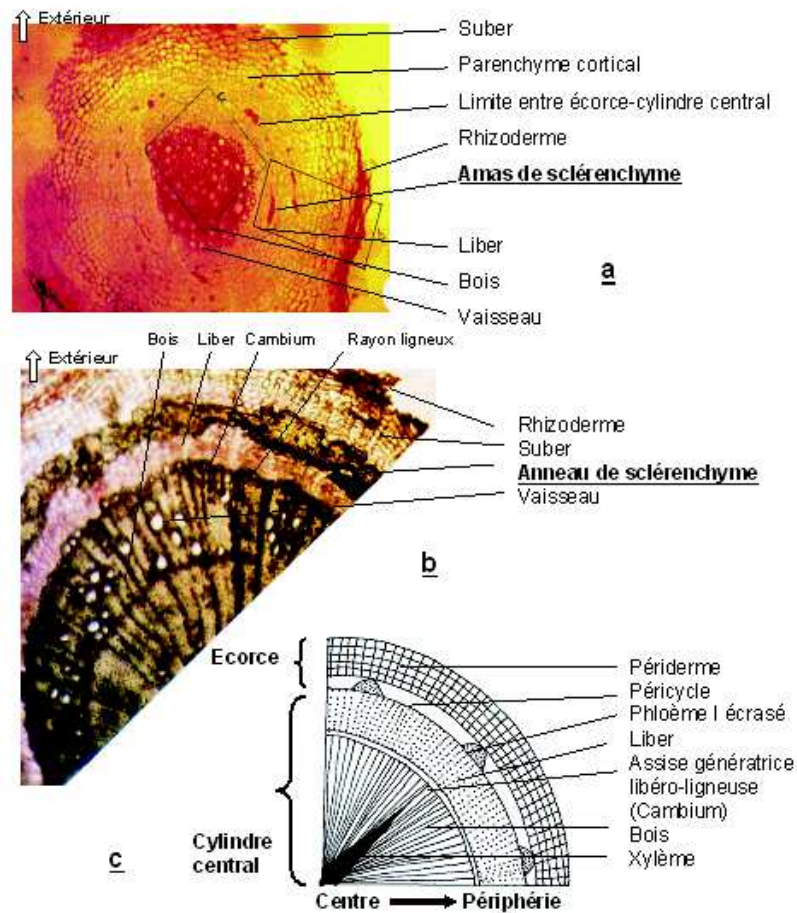 Extérieur
Suber
Parenchyme cortical
Limite entre écorce-cylindre central
Rhizoderme
Amas de sclérenchyme
Liber
Bois
Vaisseau
a
c
Bois Liber Cambium Rayon ligneux
Extérieur
Rhizoderme
Suber
Anneau de sclérenchyme
Vaisseau
b
Ecorce
Cylindre
central
Périderme
Péricycle
Phloème I écrasé
Liber
Assise génératrice
libéro-ligneuse
(Cambium)
Bois
Xylème
c
Centre Périphérie